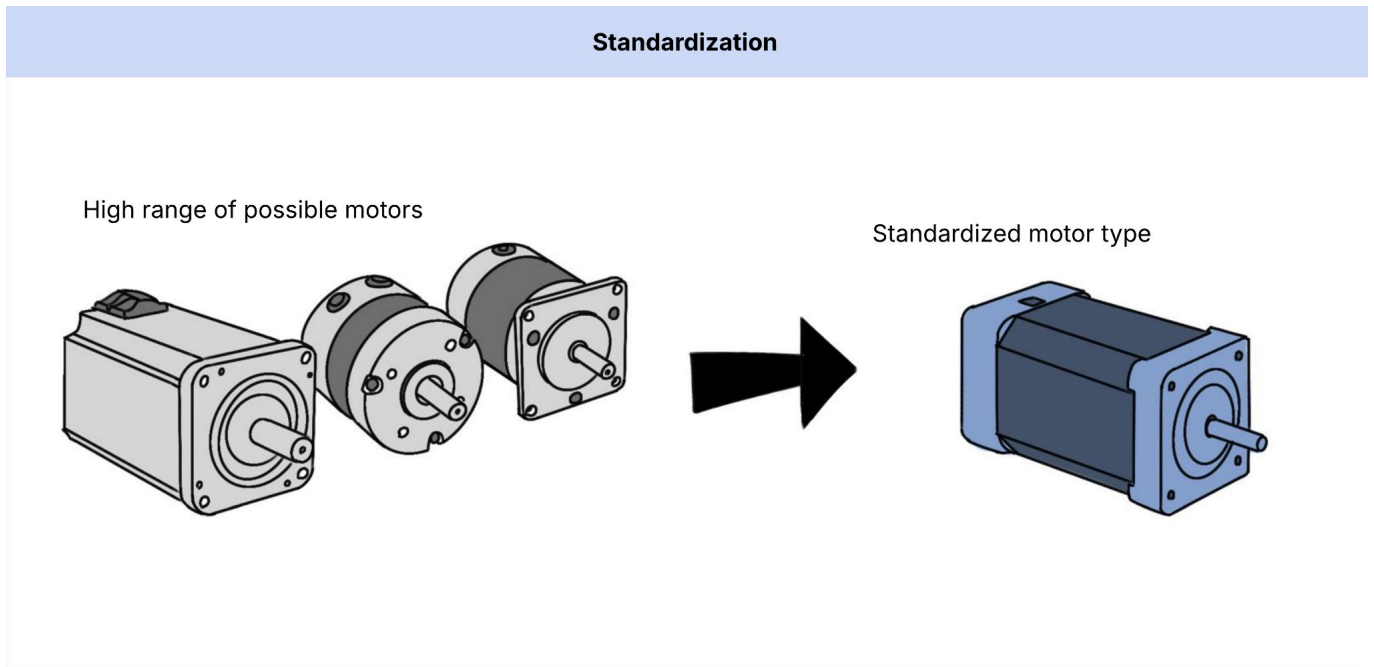 Standardization
High range of possible motors
Standardized motor type